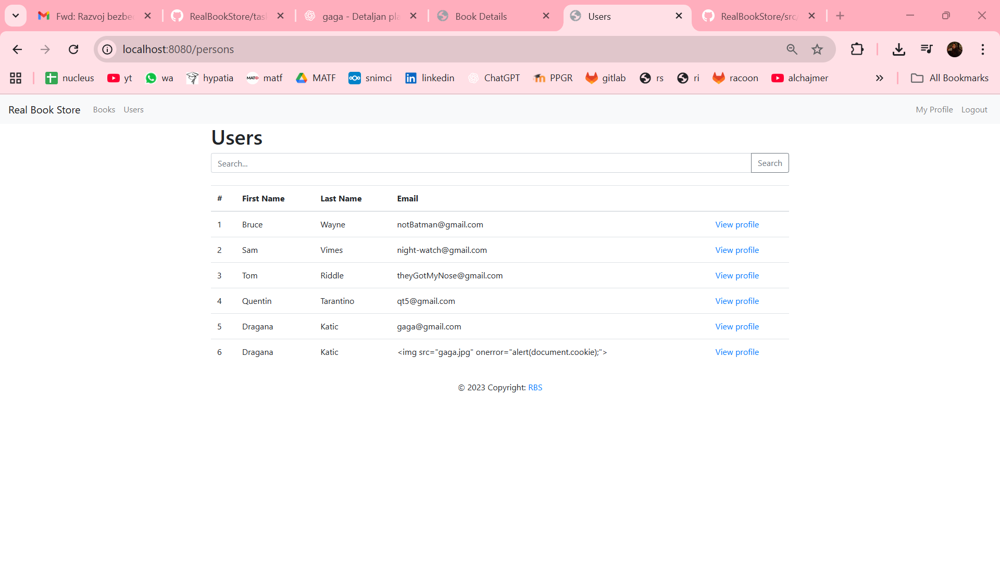 Fwd: Razvoj bezbe
RealBookStore/tas
gaga - Detaljan pla
Book Details
Users
RealBookStore/src/
localhost:8080/persons
nucleus yt wa hypatia matf MATF snimci linkedin ChatGPT PPGR gitlab rs ri racoon alchajmer » All Bookmarks
Real Book Store Books Users My Profile Logout
Users
Search... Search
# First Name Last Name Email
1 Bruce Wayne notBatman@gmail.com View profile
2 Sam Vimes night-watch@gmail.com View profile
3 Tom Riddle theyGotMyNose@gmail.com View profile
4 Quentin Tarantino qt5@gmail.com View profile
5 Dragana Katic gaga@gmail.com View profile
6 Dragana Katic <img src="gaga.jpg" onerror="alert(document.cookie);"> View profile
© 2023 Copyright: RBS